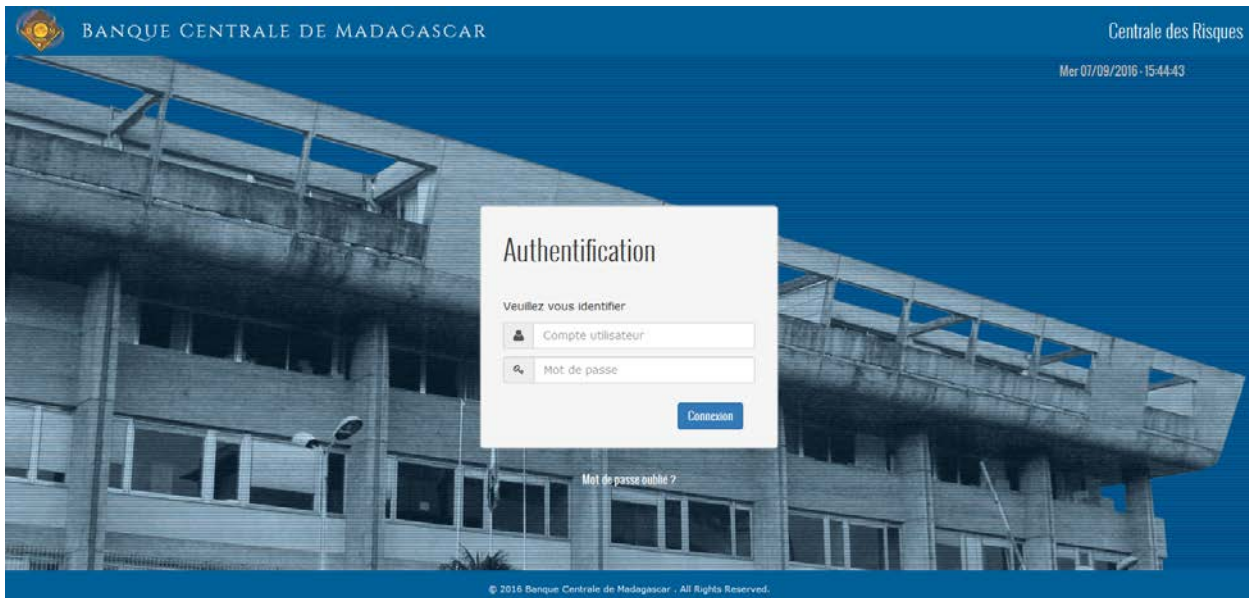 BANQUE CENTRALE DE MADAGASCAR
Centrale des Risques
Mer 07/09/2016 - 15:44:43
Authentification
Veuillez vous identifier
Compte utilisateur
Mot de passe
Connexion
Mot de passe oublié ?
© 2016 Banque Centrale de Madagascar . All Rights Reserved.